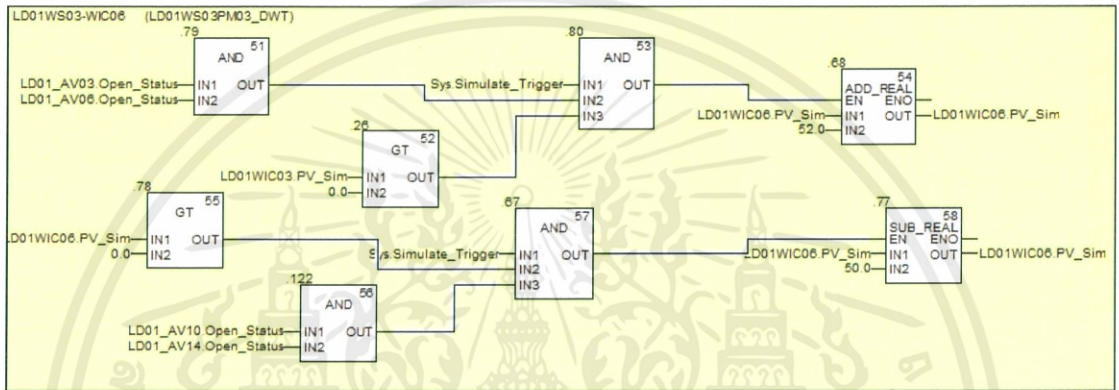 LD01WS03-WIC06 (LD01WS03PM03_DWT)
.79
51
AND
LD01_AV03.Open_Status
IN1 OUT
LD01_AV06.Open_Status
IN2
.80
53
AND
Sys.Simulate_Trigger
IN1 OUT
IN2
IN3
.68
54
ADD_REAL
EN ENO
LD01WIC06.PV_Sim
IN1 OUT
LD01WIC06.PV_Sim
52.0
IN2
.26
52
GT
LD01WIC03.PV_Sim
IN1 OUT
0.0
IN2
.78
55
GT
LD01WIC06.PV_Sim
IN1 OUT
0.0
IN2
.67
57
AND
Sys.Simulate_Trigger
IN1 OUT
IN2
IN3
.77
58
SUB_REAL
EN ENO
LD01WIC06.PV_Sim
IN1 OUT
LD01WIC06.PV_Sim
50.0
IN2
.122
56
AND
LD01_AV10.Open_Status
IN1 OUT
LD01_AV14.Open_Status
IN2